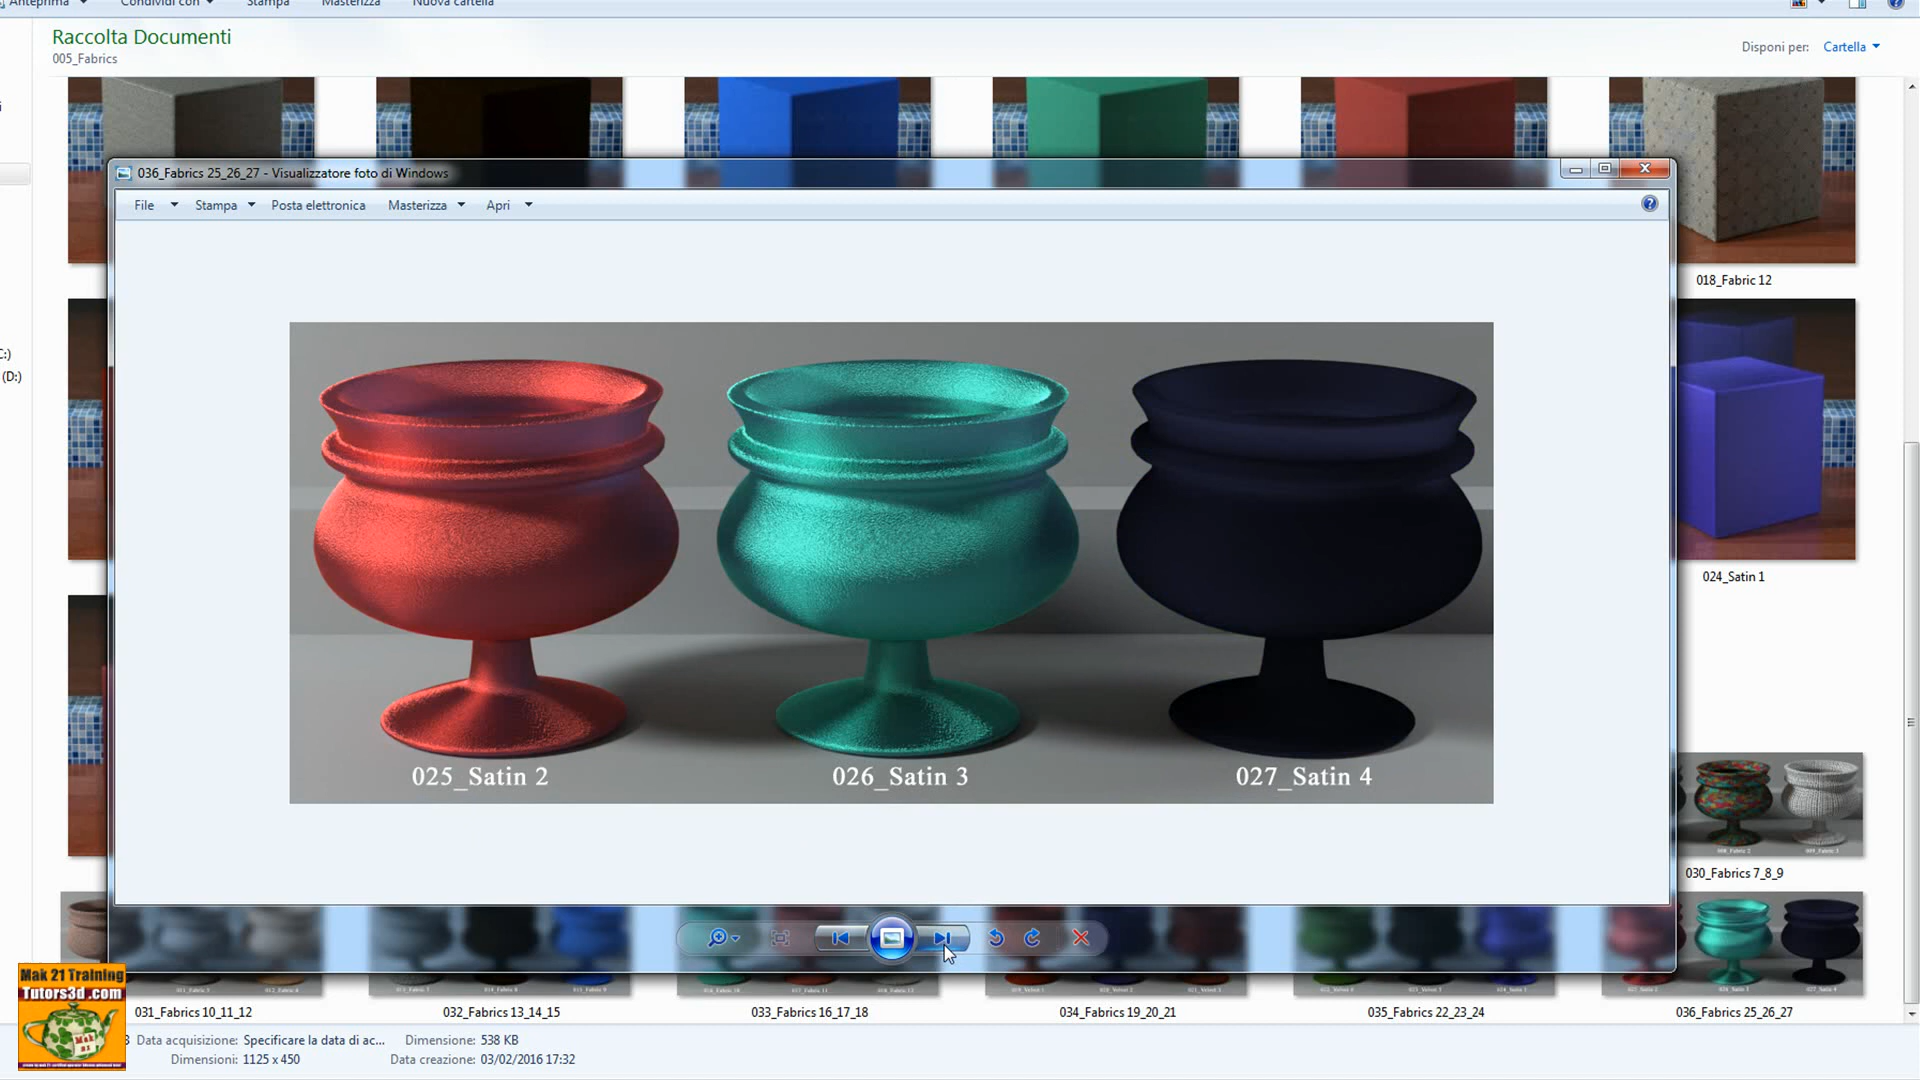 Anteprima
Condividi con
Stampa
Masterizza
Nuova cartella
Raccolta Documenti
005_Fabrics
Disponi per: Cartella
036_Fabrics 25_26_27 - Visualizzatore foto di Windows
File
Stampa
Posta elettronica
Masterizza
Apri
018_Fabric 12
C:)
(D:)
025_Satin 2
026_Satin 3
027_Satin 4
024_Satin 1
030_Fabrics 7_8_9
Mak 21 Training
Tutors3d.com
Mak
21
031_Fabrics 10_11_12
032_Fabrics 13_14_15
033_Fabrics 16_17_18
034_Fabrics 19_20_21
035_Fabrics 22_23_24
036_Fabrics 25_26_27
Data acquisizione: Specificare la data di ac...
Dimensione: 538 KB
Dimensioni: 1125 x 450
Data creazione: 03/02/2016 17:32